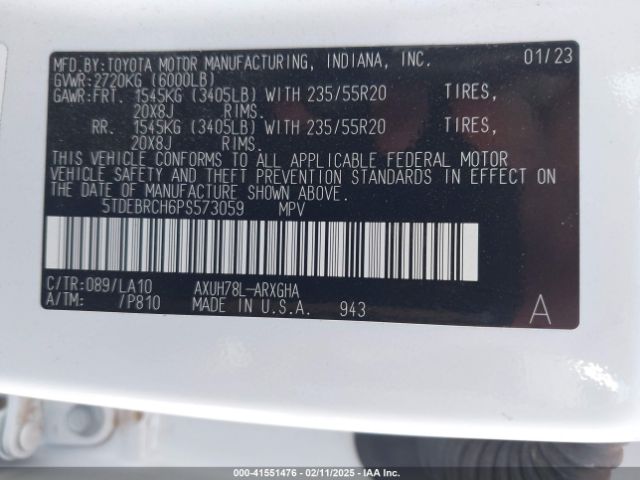 MFD.BY:TOYOTA MOTOR MANUFACTURING, INDIANA, INC. 01/23
GVWR:2720KG (6000LB)
GAWR:FRT. 1545KG (3405LB) WITH 235/55R20 TIRES,
20X8J RIMS.
RR. 1545KG (3405LB) WITH 235/55R20 TIRES,
20X8J RIMS.
THIS VEHICLE CONFORMS TO ALL APPLICABLE FEDERAL MOTOR
VEHICLE SAFETY AND THEFT PREVENTION STANDARDS IN EFFECT ON
THE DATE OF MANUFACTURE SHOWN ABOVE.
5TDEBRCH6PS573059 MPV
C/TR:089/LA10 AXUH78L-ARXGHA
A/TM: /P810 MADE IN U.S.A. 943 A
000-41551476 - 02/11/2025 - IAA Inc.